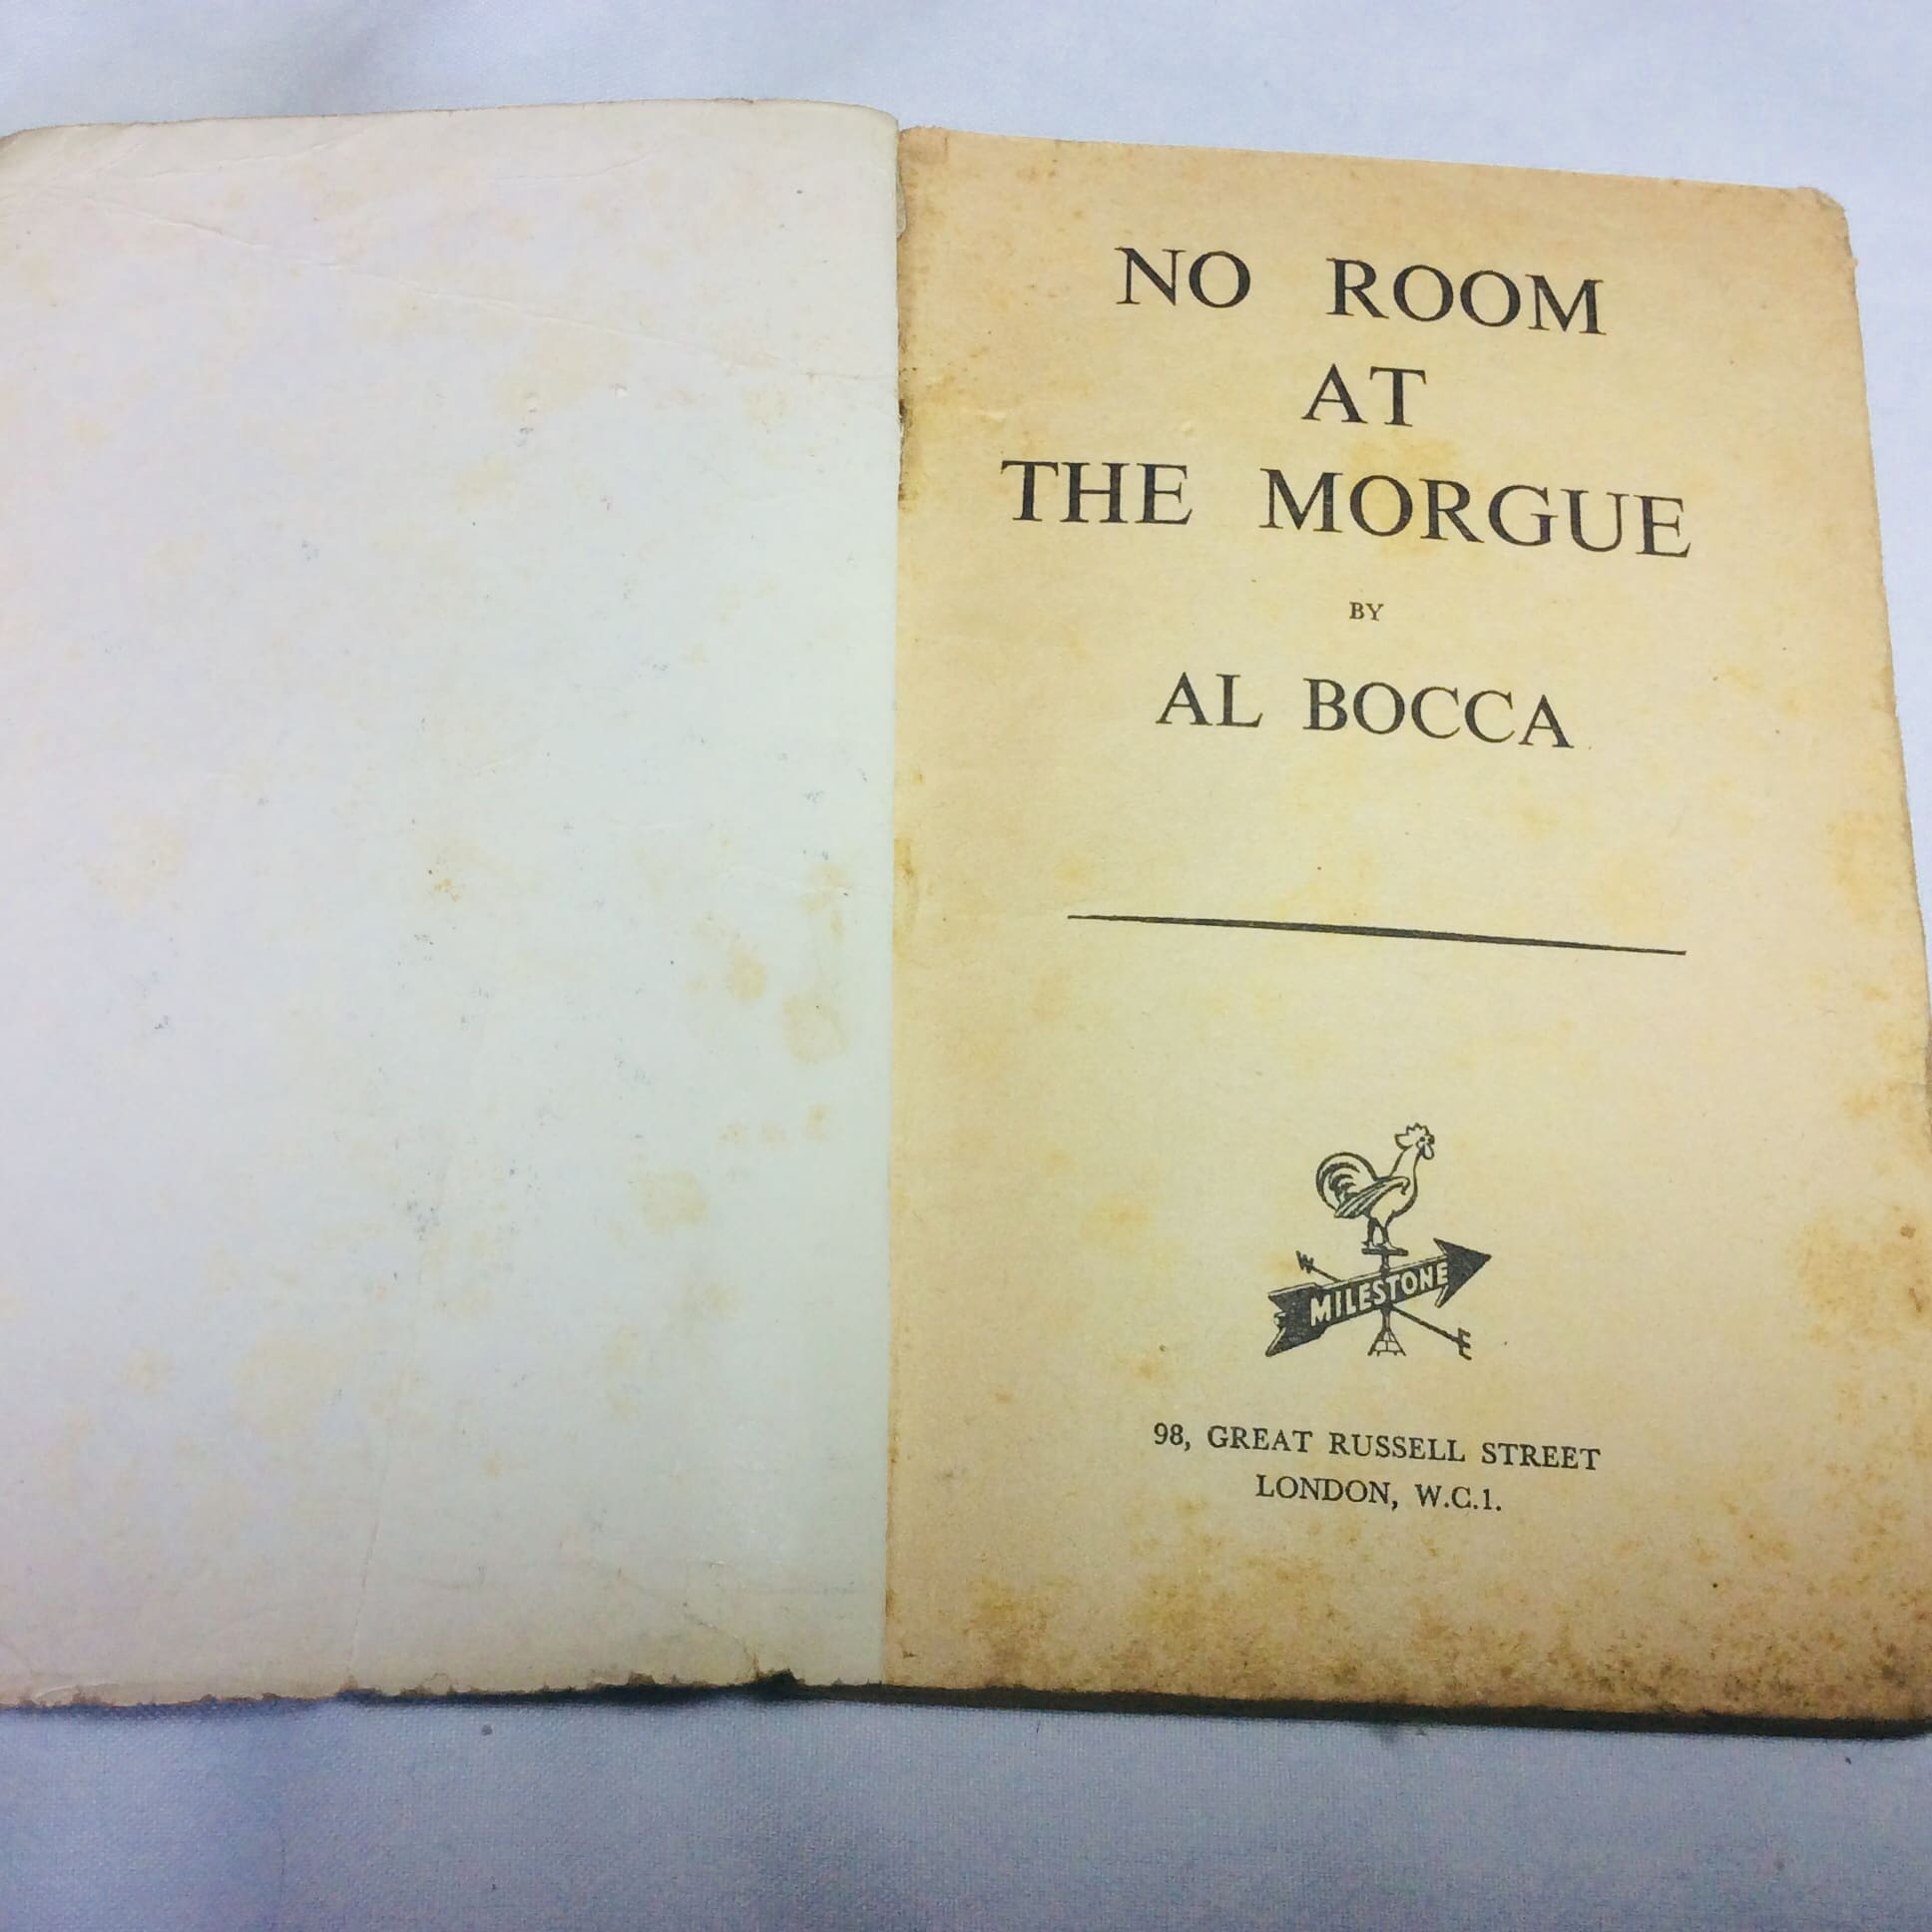 NO ROOM
AT
THE MORGUE
BY
AL BOCCA
W
MILESTONE
E
98, GREAT RUSSELL STREET
LONDON, W.C.1.